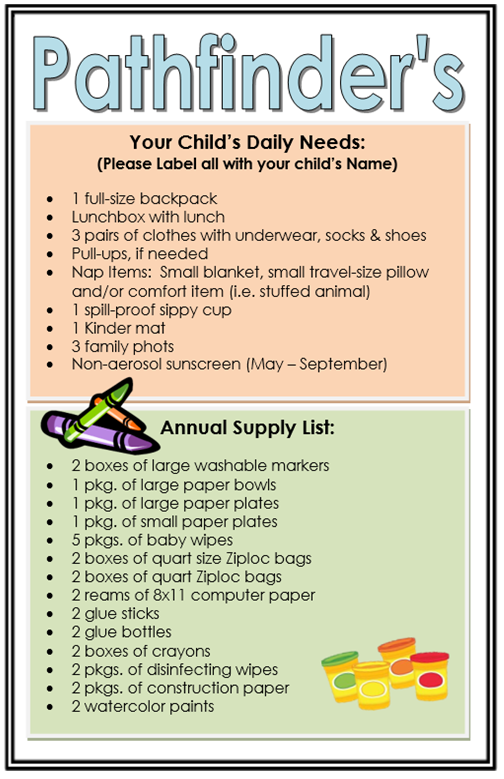 Pathfinder's
Your Child's Daily Needs:
(Please Label all with your child's Name)
• 1 full-size backpack
• Lunchbox with lunch
• 3 pairs of clothes with underwear, socks & shoes
• Pull-ups, if needed
• Nap Items: Small blanket, small travel-size pillow
and/or comfort item (i.e. stuffed animal)
• 1 spill-proof sippy cup
• 1 Kinder mat
• 3 family phots
• Non-aerosol sunscreen (May – September)
Annual Supply List:
• 2 boxes of large washable markers
• 1 pkg. of large paper bowls
• 1 pkg. of large paper plates
• 1 pkg. of small paper plates
• 5 pkgs. of baby wipes
• 2 boxes of quart size Ziploc bags
• 2 boxes of quart Ziploc bags
• 2 reams of 8x11 computer paper
• 2 glue sticks
• 2 glue bottles
• 2 boxes of crayons
• 2 pkgs. of disinfecting wipes
• 2 pkgs. of construction paper
• 2 watercolor paints